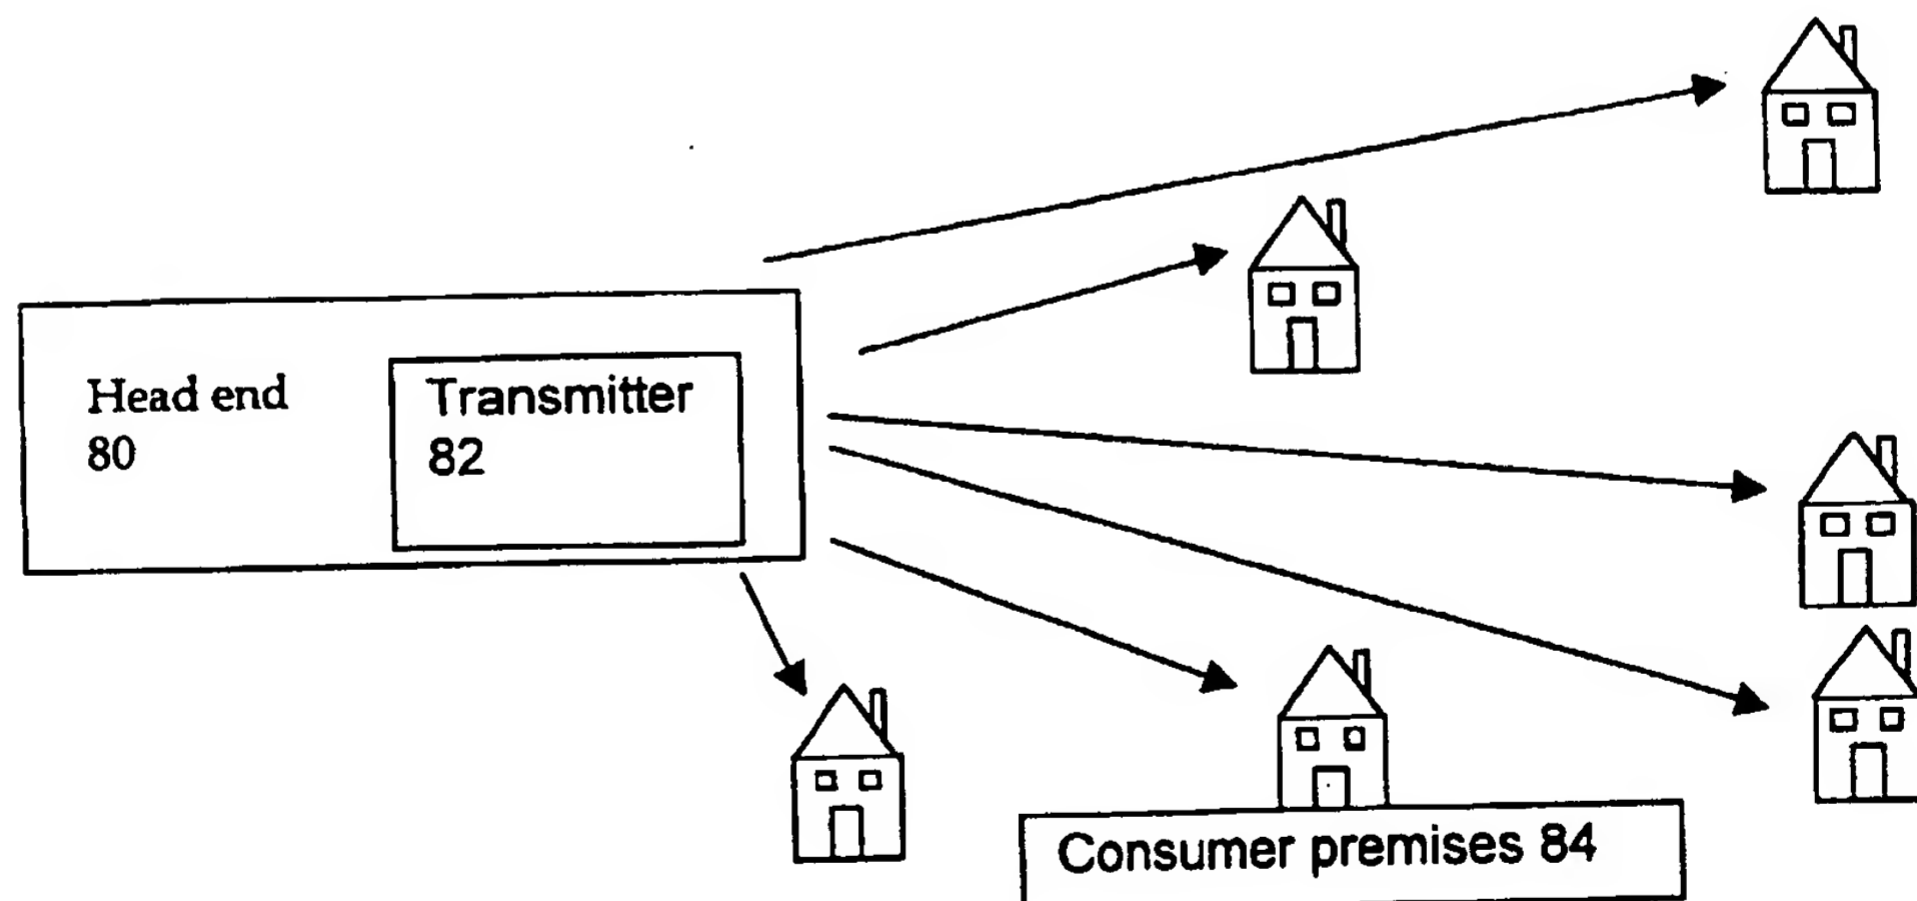 Head end
80
Transmitter
82
Consumer premises 84